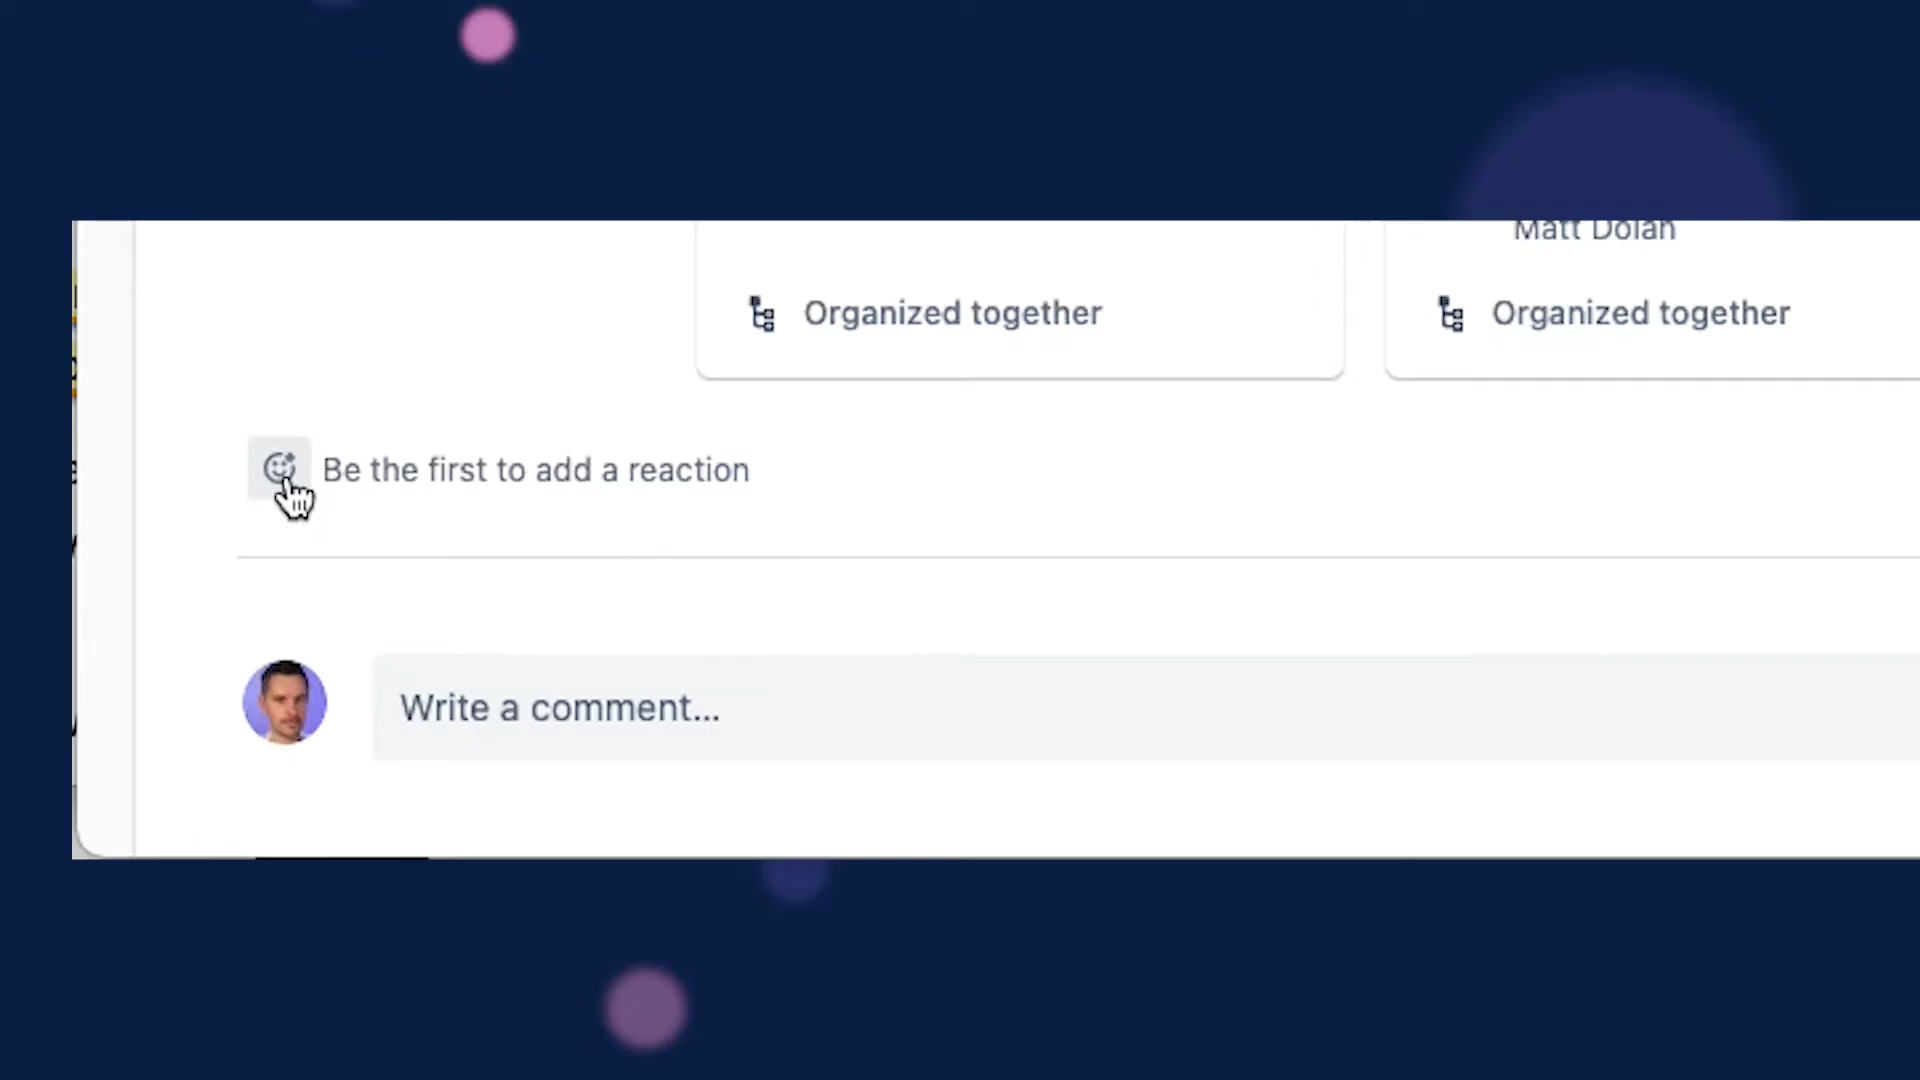 Matt Dolan
Organized together
Organized together
Be the first to add a reaction
Write a comment...